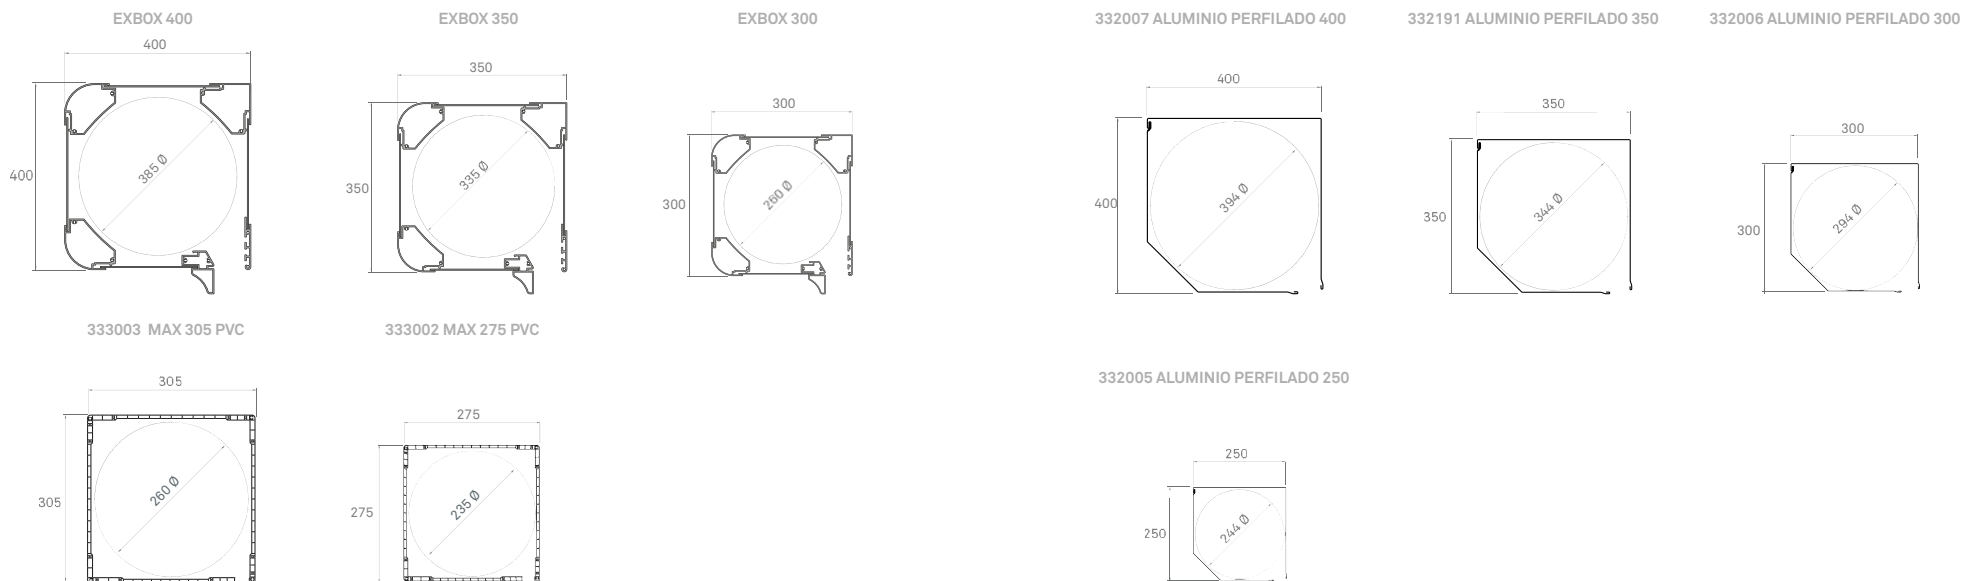 EXBOX 400
EXBOX 350
EXBOX 300
332007 ALUMINIO PERFILADO 400
332191 ALUMINIO PERFILADO 350
332006 ALUMINIO PERFILADO 300
400
400
385 Ø
350
350
335 Ø
300
300
260 Ø
400
400
394 Ø
350
350
344 Ø
300
300
294 Ø
333003 MAX 305 PVC
333002 MAX 275 PVC
332005 ALUMINIO PERFILADO 250
305
305
260 Ø
275
275
235 Ø
250
250
244 Ø